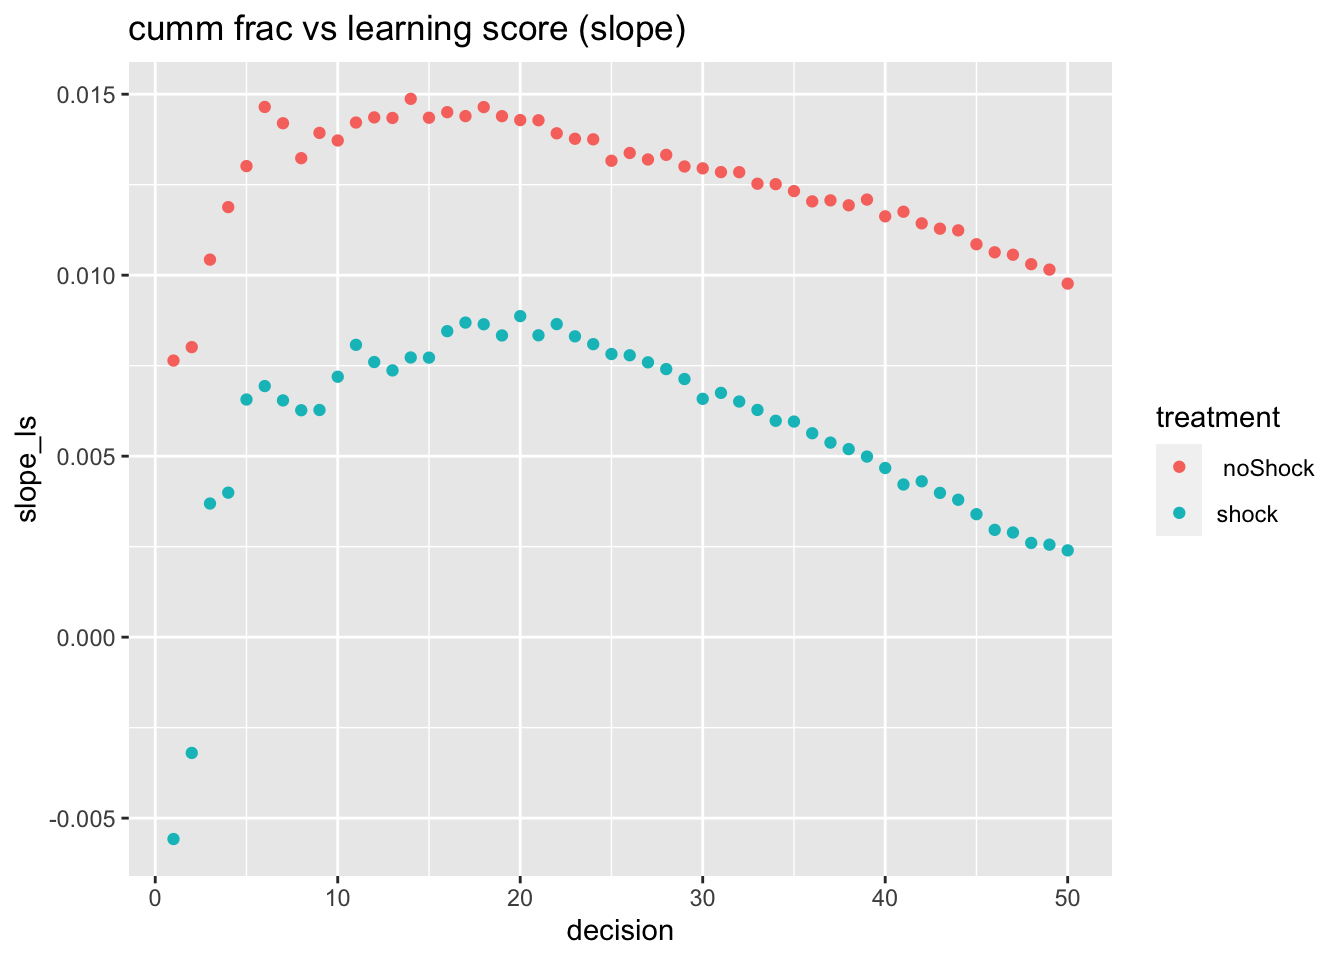 cumm frac vs learning score (slope)
0.015
0.010
0.005
0.000
-0.005
slope_ls
0 10 20 30 40 50
decision
treatment
noShock
shock